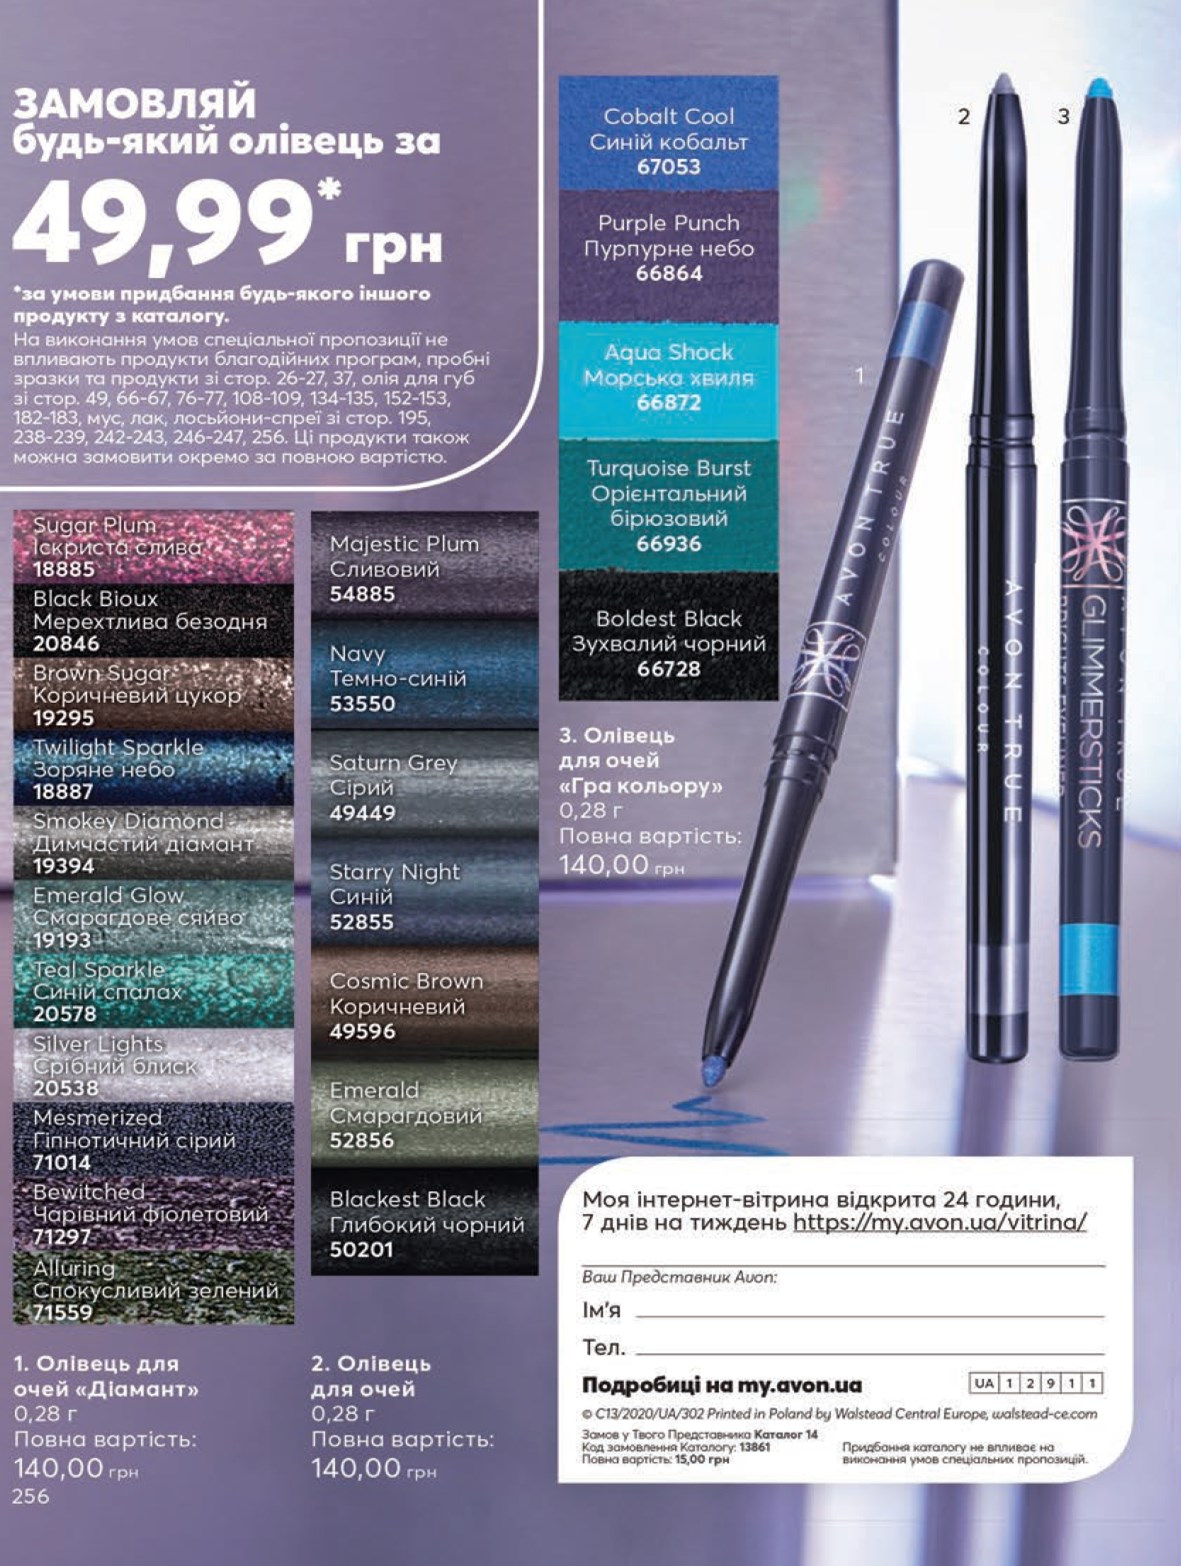 ЗАМОВЛЯЙ
будь-який олівець за
49,99* грн
*за умови придбання будь-якого іншого
продукту з каталогу.
На виконання умов спеціальної пропозиції не
впливають продукти благодійних програм, пробні
зразки та продукти зі стор. 26-27, 37, олія для губ
зі стор. 49, 66-67, 76-77, 108-109, 134-135, 152-153,
182-183, мус, лак, лосьйони-спреї зі стор. 195,
238-239, 242-243, 246-247, 256. Ці продукти також
можна замовити окремо за повною вартістю.
Sugar Plum
Іскриста слива
18885
Black Bioux
Мерехтлива безодня
20846
Brown Sugar
Коричневий цукор
19295
Twilight Sparkle
Зоряне небо
18887
Smokey Diamond
Димчастий діамант
19394
Emerald Glow
Смарагдове сяйво
19193
Teal Sparkle
Синій спалах
20578
Silver Lights
Срібний блиск
20538
Mesmerized
Гіпнотичний сірий
71014
Bewitched
Чарівний фіолетовий
71297
Alluring
Спокусливий зелений
71559
1. Олівець для
очей «Діамант»
0,28 г
Повна вартість:
140,00 грн
256
Majestic Plum
Сливовий
54885
Navy
Темно-синій
53550
Saturn Grey
Сірий
49449
Starry Night
Синій
52855
Cosmic Brown
Коричневий
49596
Emerald
Смарагдовий
52856
Blackest Black
Глибокий чорний
50201
2. Олівець
для очей
0,28 г
Повна вартість:
140,00 грн
Cobalt Cool
Синій кобальт
67053
Purple Punch
Пурпурне небо
66864
Aqua Shock
Морська хвиля
66872
Turquoise Burst
Орієнтальний
бірюзовий
66936
Boldest Black
Зухвалий чорний
66728
3. Олівець
для очей
«Гра кольору»
0,28 г
Повна вартість:
140,00 грн
1
AVON TRUE
COLOUR
2
AVON TRUE
COLOUR
3
GLIMMERSTICKS
Моя інтернет-вітрина відкрита 24 години,
7 днів на тиждень https://my.avon.ua/vitrina/
Ваш Представник Avon:
Ім'я
Тел.
Подробиці на my.avon.ua
UA 1 2 9 1 1
© C13/2020/UA/302 Printed in Poland by Walstead Central Europe, walstead-ce.com
Замов у Твого Представника Каталог 14
Код замовлення Каталогу: 13861
Повна вартість: 15,00 грн
Придбання каталогу не впливає на
виконання умов спеціальних пропозицій.